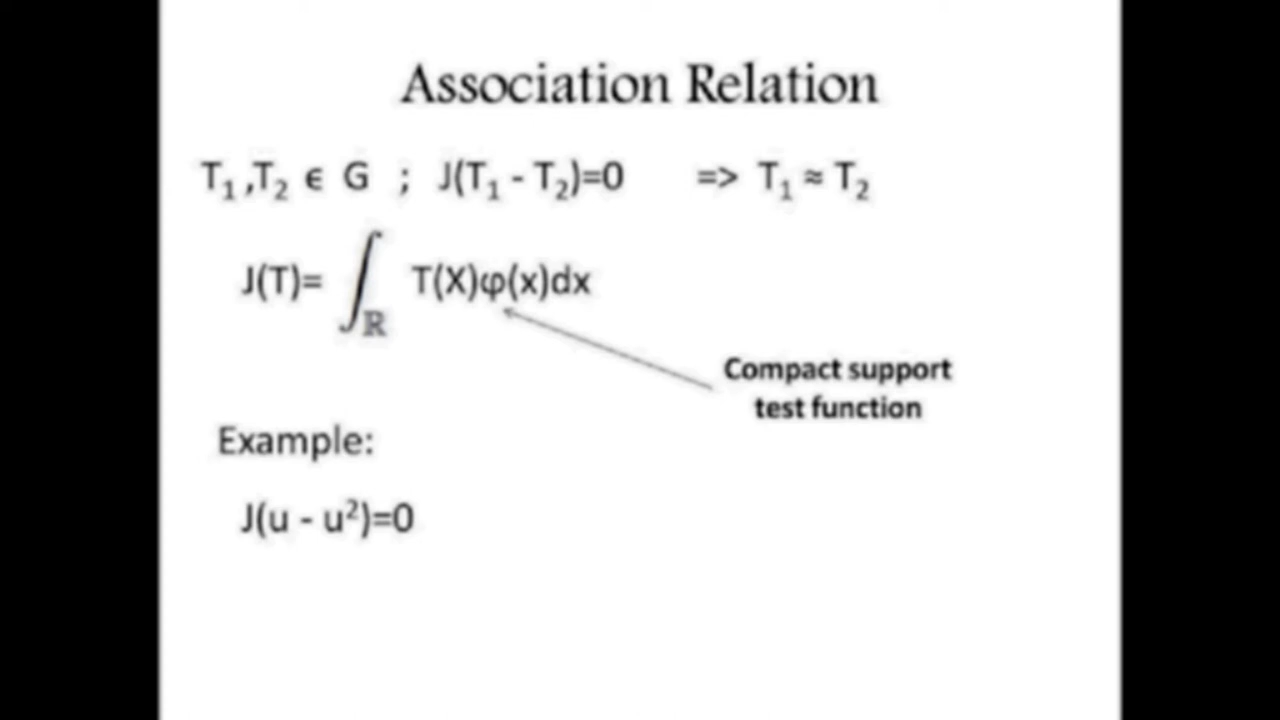 Association Relation
T₁,T₂ ϵ G ; J(T₁ - T₂)=0 => T₁ ≈ T₂
J(T)= ∫ℝ T(X)φ(x)dx
Compact support
test function
Example:
J(u - u²)=0